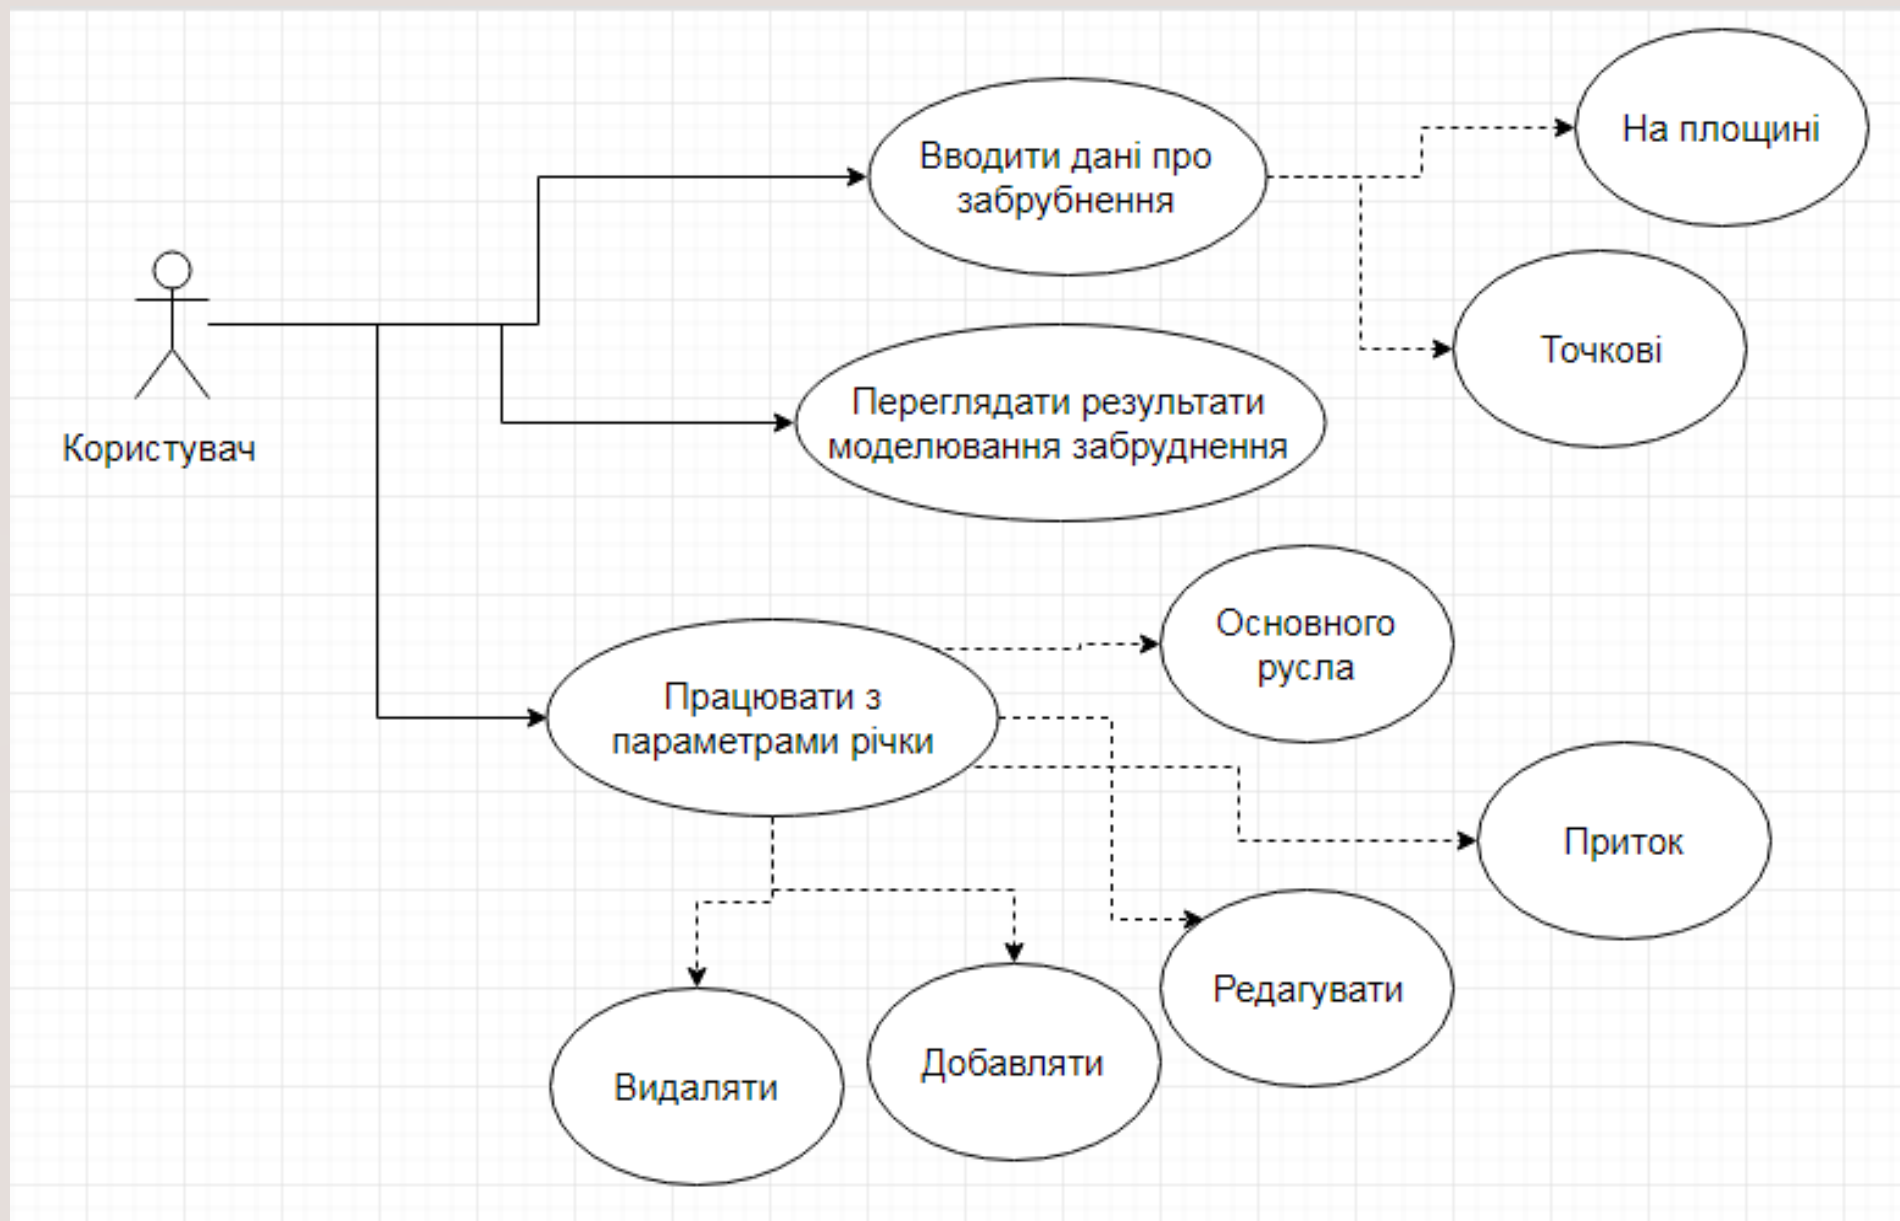 На площині
Вводити дані про
забрубнення
Точкові
Користувач
Переглядати результати
моделювання забруднення
Основного
русла
Працювати з
параметрами річки
Приток
Редагувати
Добавляти
Видаляти